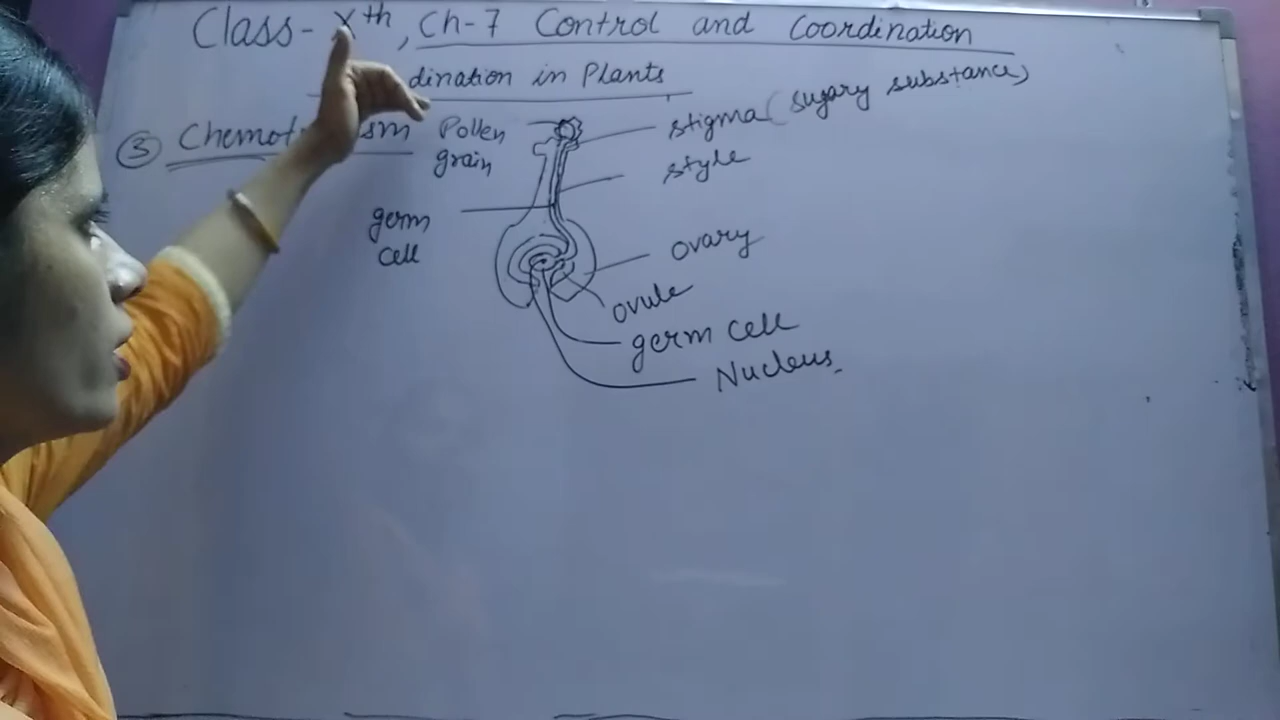 Class-Xth, Ch-7 Control and Coordination
dination in Plants
③ Chemot sm
Pollen
grain
stigma (sugary substance)
style
germ
cell
ovary
ovule
germ cell
Nucleus